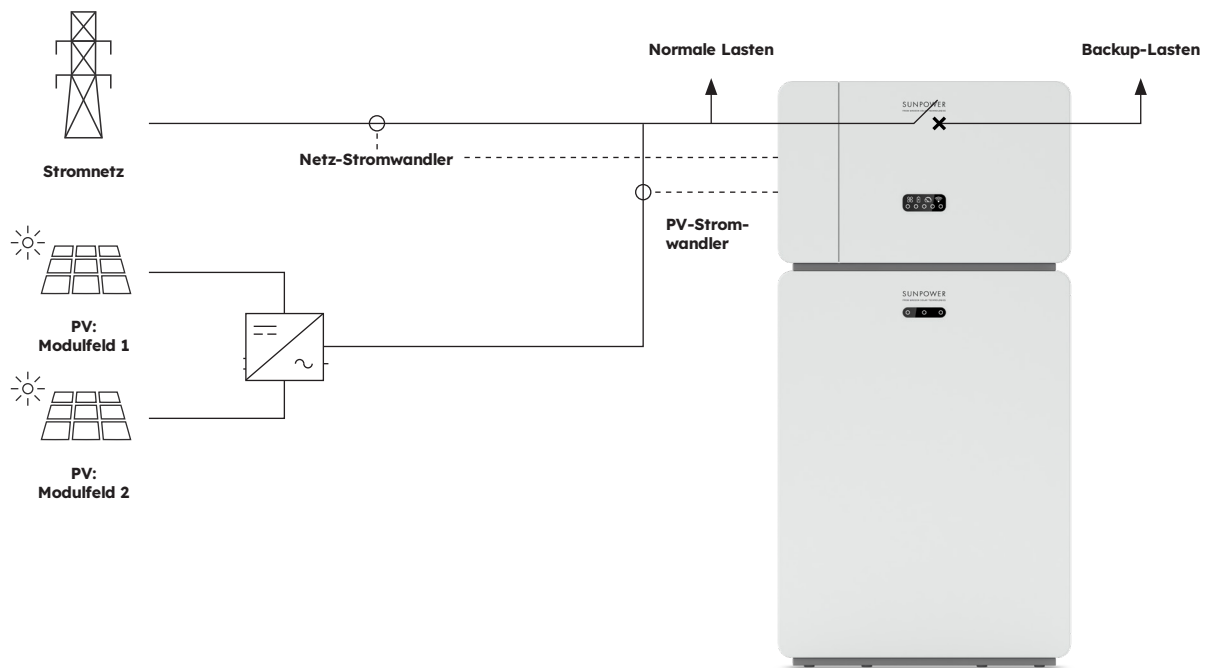 Normale Lasten
Backup-Lasten
SUNPOWER
Netz-Stromwandler
Stromnetz
PV-Strom-
wandler
SUNPOWER
PV:
Modulfeld 1
PV:
Modulfeld 2